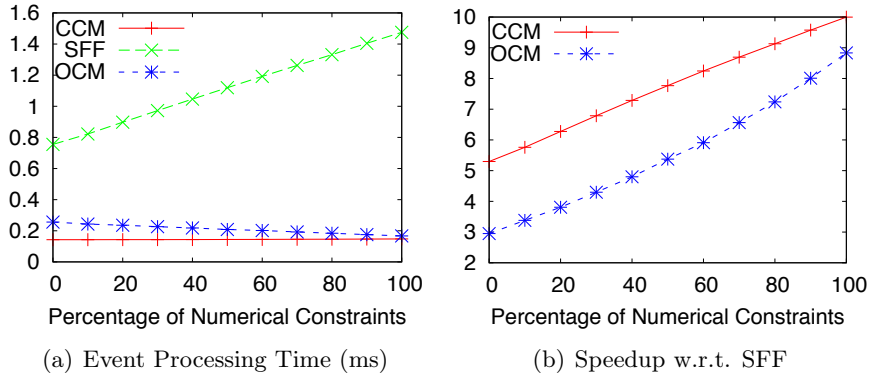 1.6
1.4
1.2
1
0.8
0.6
0.4
0.2
0
CCM
SFF
OCM
0 20 40 60 80 100
Percentage of Numerical Constraints
(a) Event Processing Time (ms)
10
9
8
7
6
5
4
3
2
CCM
OCM
0 20 40 60 80 100
Percentage of Numerical Constraints
(b) Speedup w.r.t. SFF